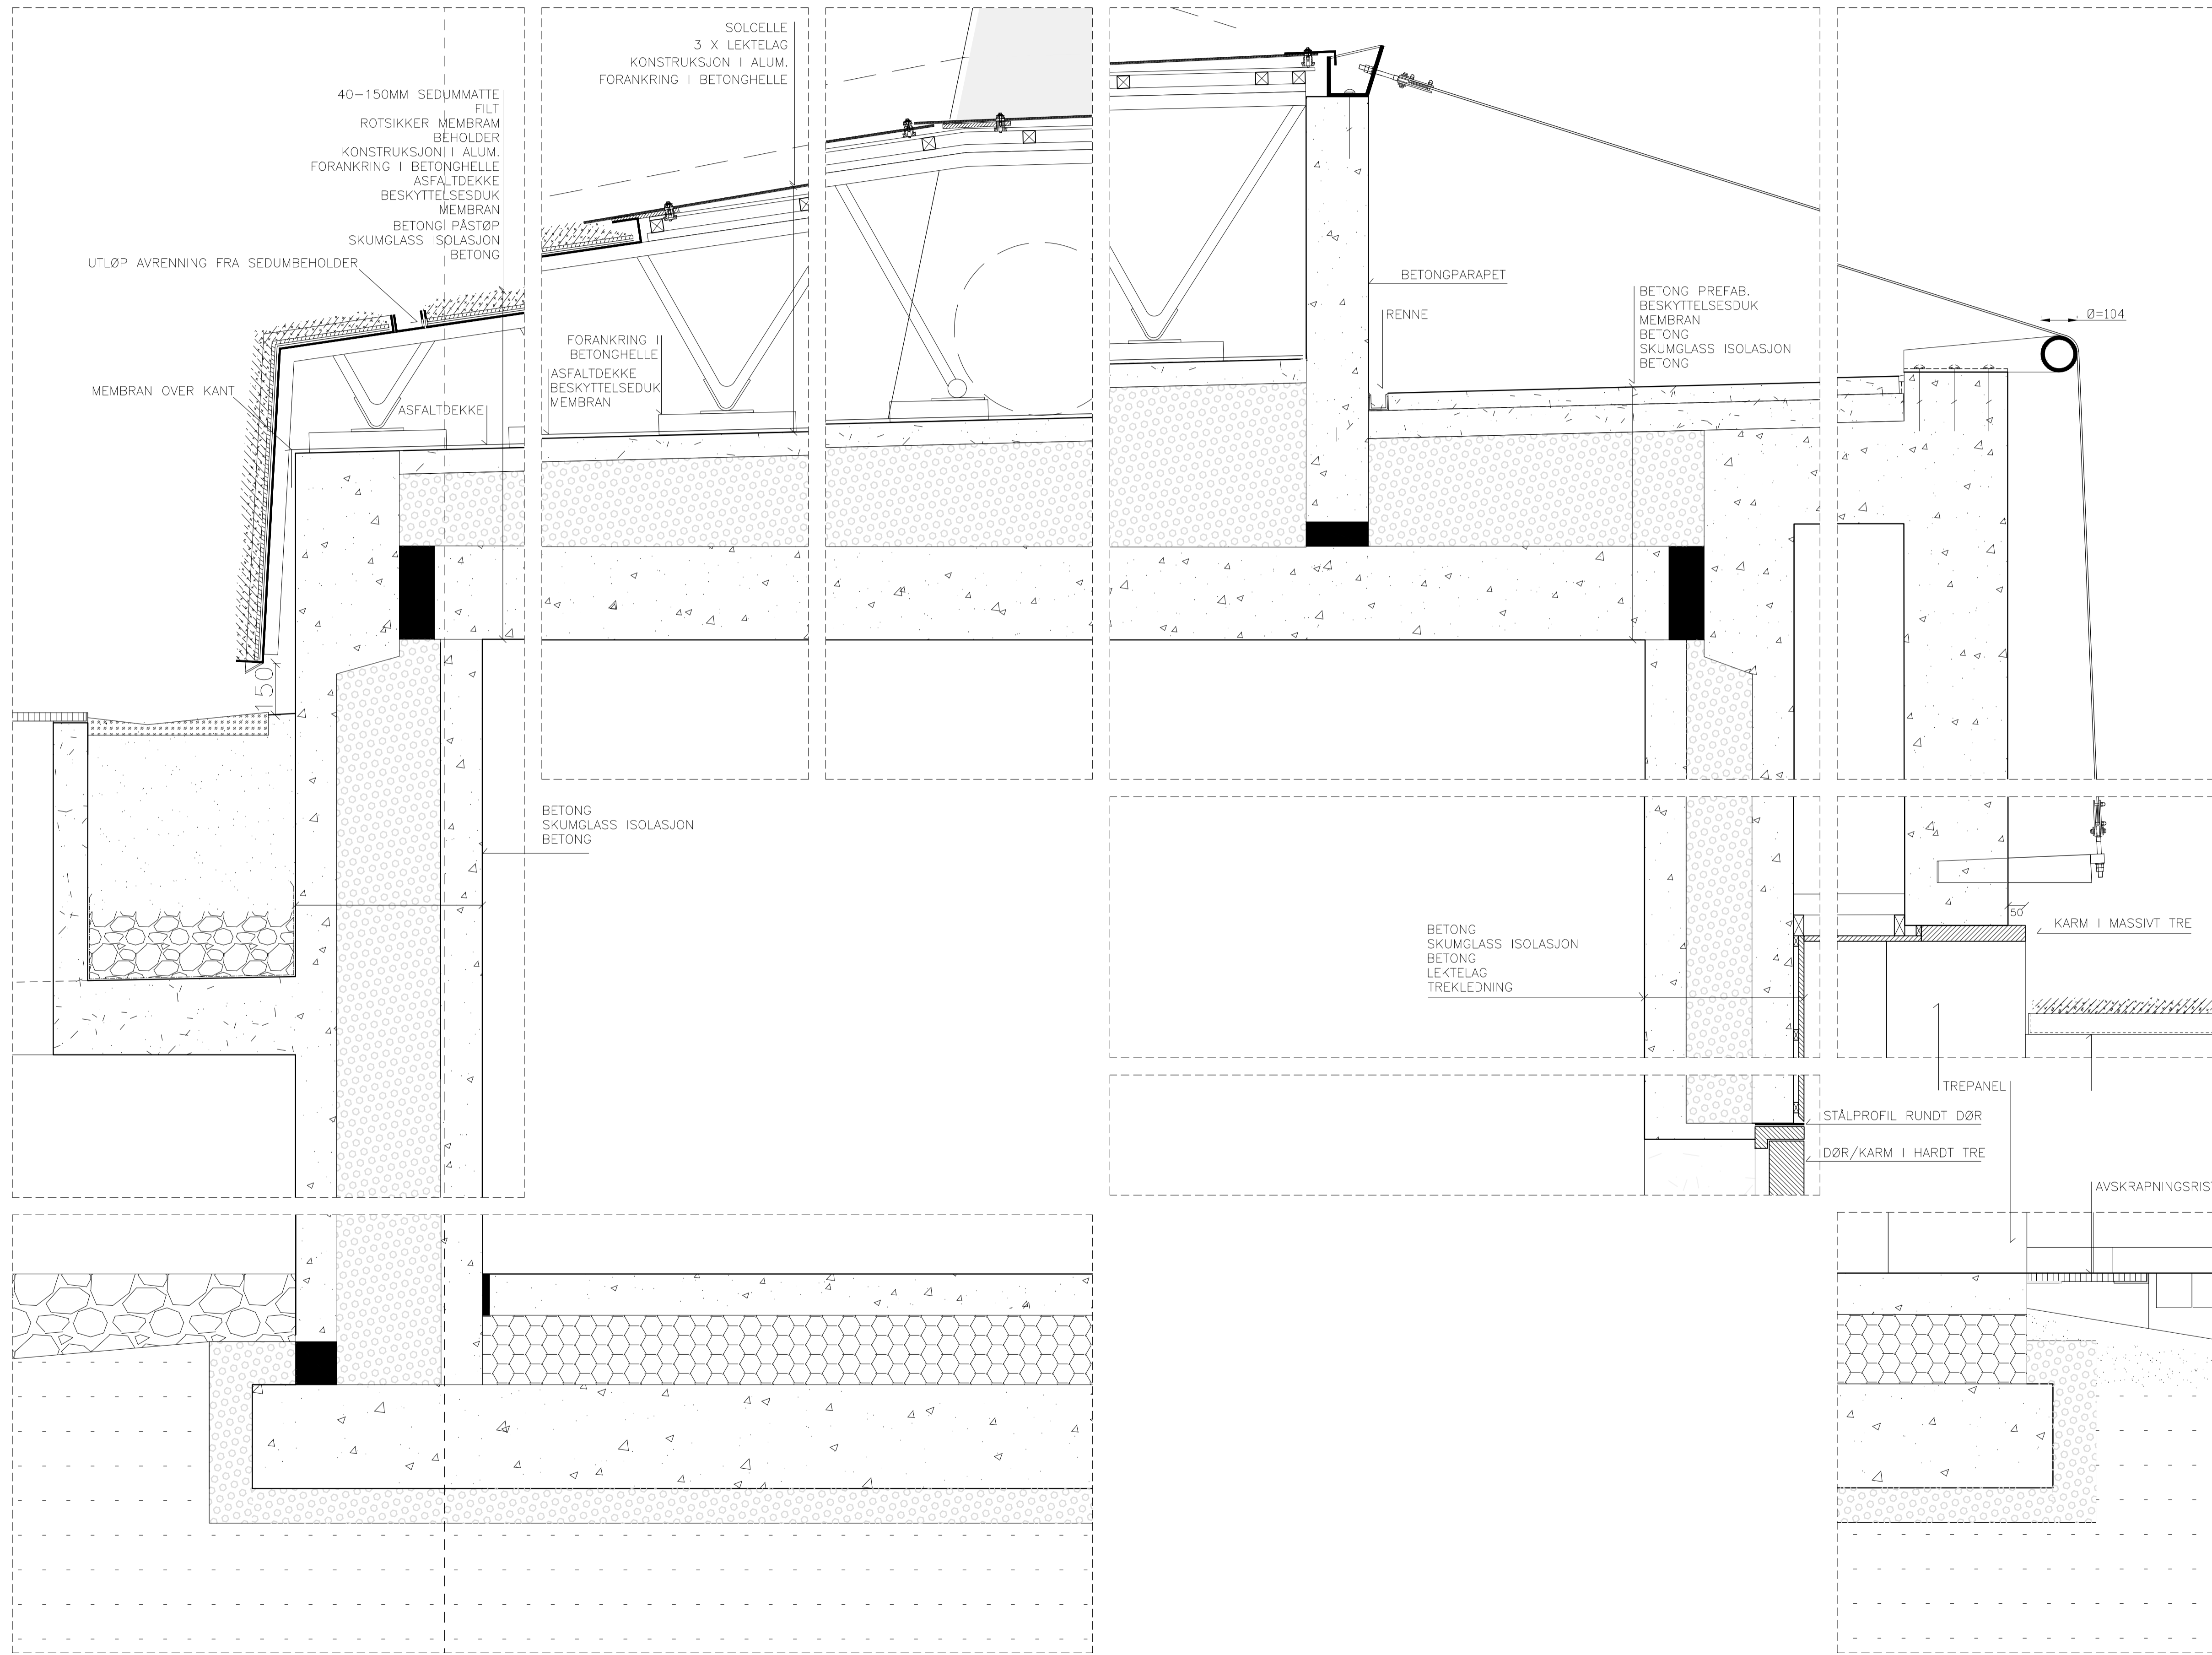 SOLCELLE
3 X LEKTELAG
KONSTRUKSJON I ALUM.
FORANKRING I BETONGHELLE
40-150MM SEDUMMATTE
FILT
ROTSIKKER MEMBRAM
BEHOLDER
KONSTRUKSJON I ALUM.
FORANKRING I BETONGHELLE
ASFALTDEKKE
BESKYTTELSESDUK
MEMBRAN
BETONG PÅSTØP
SKUMGLASS ISOLASJON
BETONG
UTLØP AVRENNING FRA SEDUMBEHOLDER
MEMBRAN OVER KANT
ASFALTDEKKE
150
FORANKRING I
BETONGHELLE
ASFALTDEKKE
BESKYTTELSEDUK
MEMBRAN
BETONGPARAPET
RENNE
BETONG PREFAB.
BESKYTTELSESDUK
MEMBRAN
BETONG
SKUMGLASS ISOLASJON
BETONG
Ø=104
BETONG
SKUMGLASS ISOLASJON
BETONG
BETONG
SKUMGLASS ISOLASJON
BETONG
LEKTELAG
TREKLEDNING
50
KARM I MASSIVT TRE
TREPANEL
STÅLPROFIL RUNDT DØR
DØR/KARM I HARDT TRE
AVSKRAPNINGSRIS